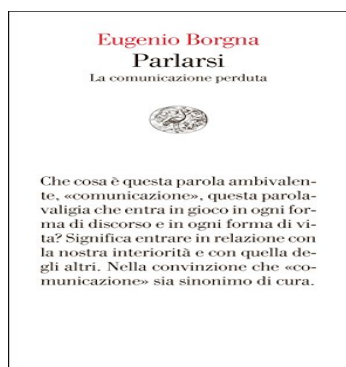 Eugenio Borgna
Parlarsi
La comunicazione perduta
Che cosa è questa parola ambivalen-
te, «comunicazione», questa parola-
valigia che entra in gioco in ogni for-
ma di discorso e in ogni forma di vi-
ta? Significa entrare in relazione con
la nostra interiorità e con quella de-
gli altri. Nella convinzione che «co-
municazione» sia sinonimo di cura.